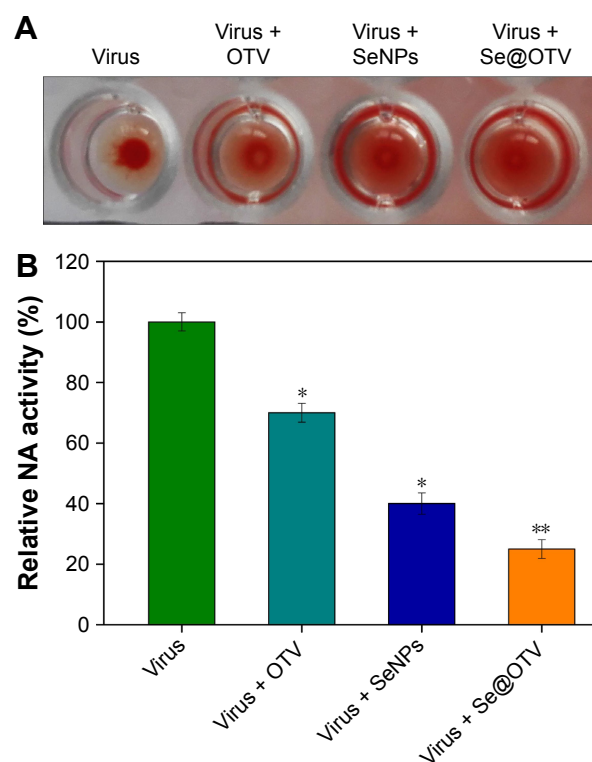 A
Virus
Virus +
OTV
Virus +
SeNPs
Virus +
Se@OTV
B
Relative NA activity (%)
120
100
80
60
40
20
0
*
*
**
Virus
Virus + OTV
Virus + SeNPs
Virus + Se@OTV